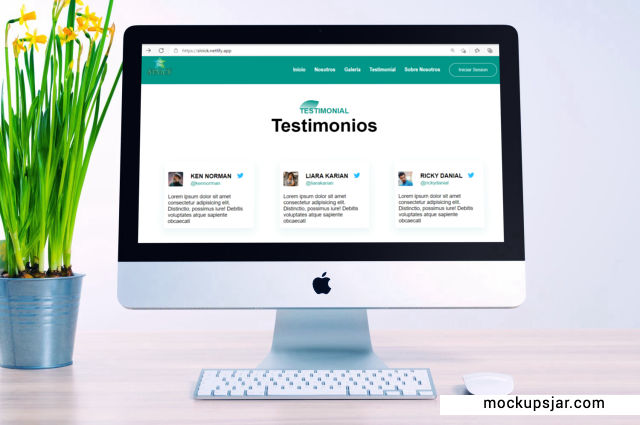 https://stoick.netlify.app
Inicio Nosotros Galeria Testimonial Sobre Nosotros Iniciar Sesion
TESTIMONIAL
Testimonios
KEN NORMAN
@kennorman
Lorem ipsum dolor sit amet
consectetur adipisicing elit.
Distinctio, possimus iure! Debitis
voluptates atque sapiente
obcaecati
LIARA KARIAN
@liarakarian
Lorem ipsum dolor sit amet
consectetur adipisicing elit.
Distinctio, possimus iure! Debitis
voluptates atque sapiente
obcaecati
RICKY DANIAL
@rickydanial
Lorem ipsum dolor sit amet
consectetur adipisicing elit.
Distinctio, possimus iure! Debitis
voluptates atque sapiente
obcaecati
mockupsjar.com